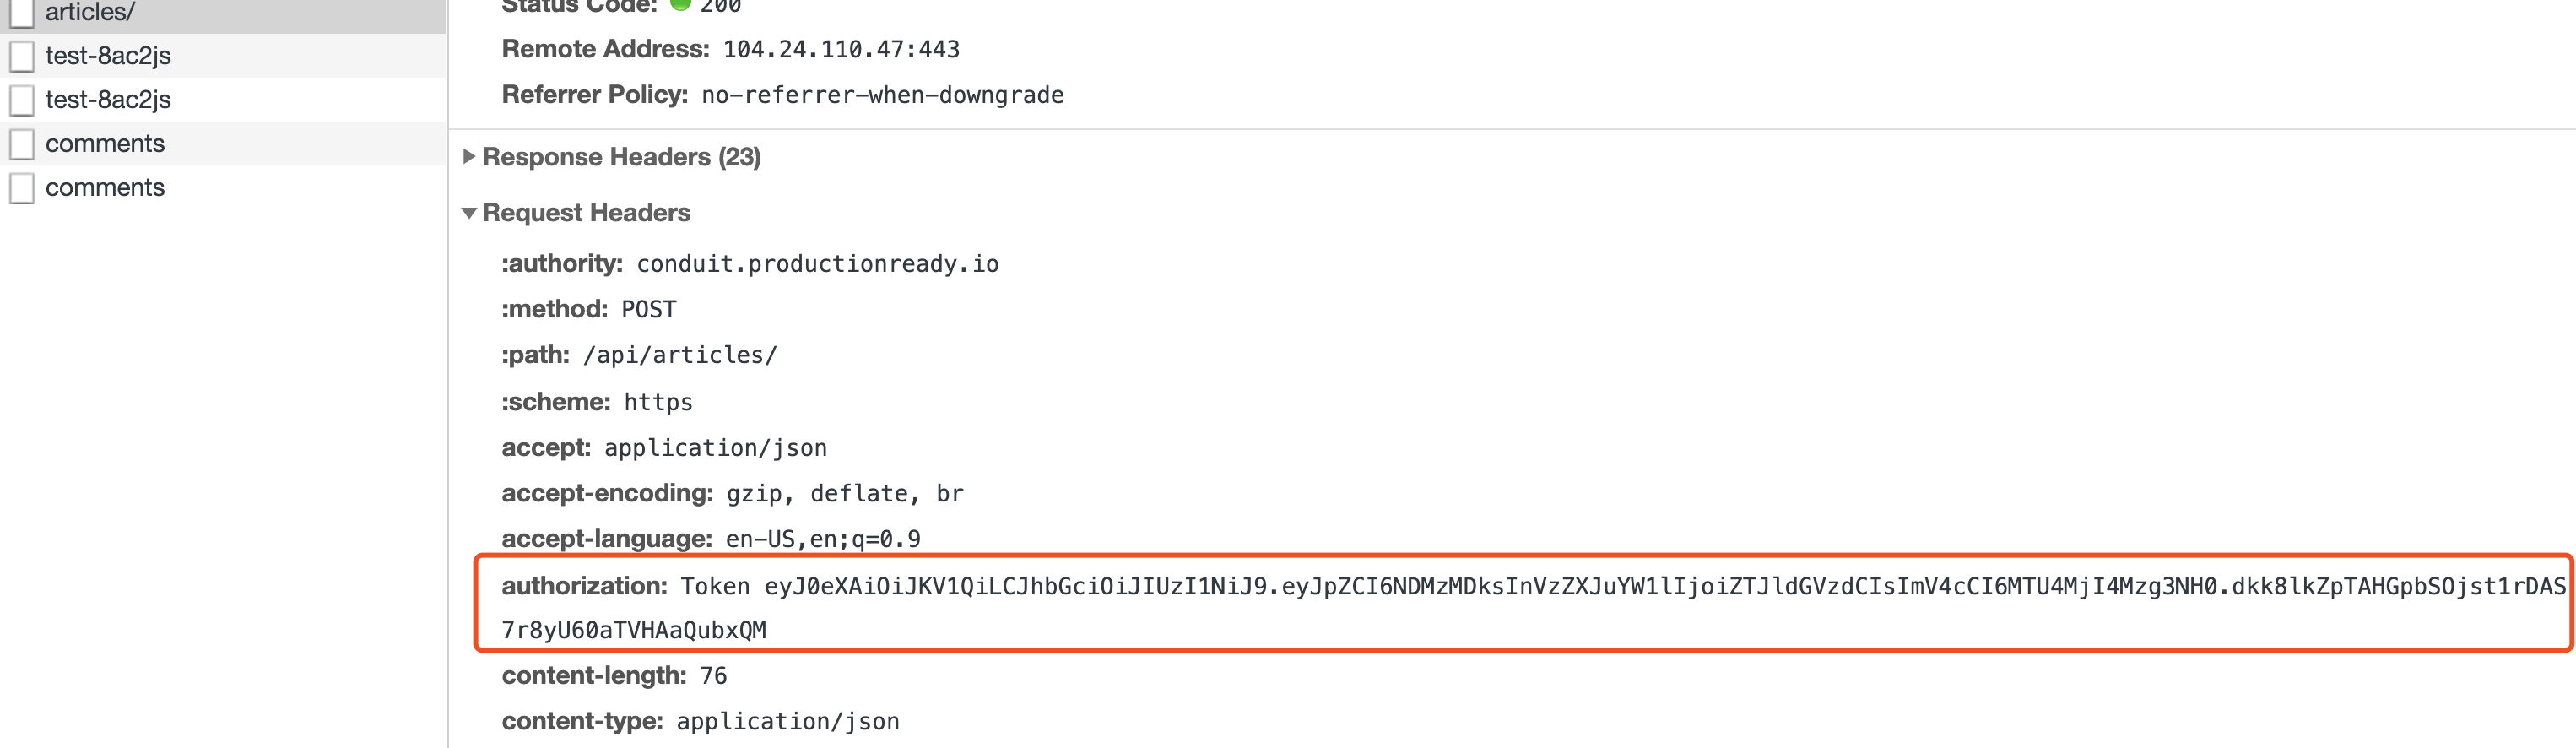 articles/
test-8ac2js
test-8ac2js
comments
comments
Status Code: 200
Remote Address: 104.24.110.47:443
Referrer Policy: no-referrer-when-downgrade
Response Headers (23)
Request Headers
:authority: conduit.productionready.io
:method: POST
:path: /api/articles/
:scheme: https
accept: application/json
accept-encoding: gzip, deflate, br
accept-language: en-US,en;q=0.9
authorization: Token eyJ0eXAiOiJKV1QiLCJhbGciOiJIUzI1NiJ9.eyJpZCI6NDMzMDksInVzZXJuYW1lIjoiZTJldGVzdCIsImV4cCI6MTU4MjI4Mzg3NH0.dkk8lkZpTAHGpbSOjst1rDAS
7r8yU60aTVHAaQubxQM
content-length: 76
content-type: application/json